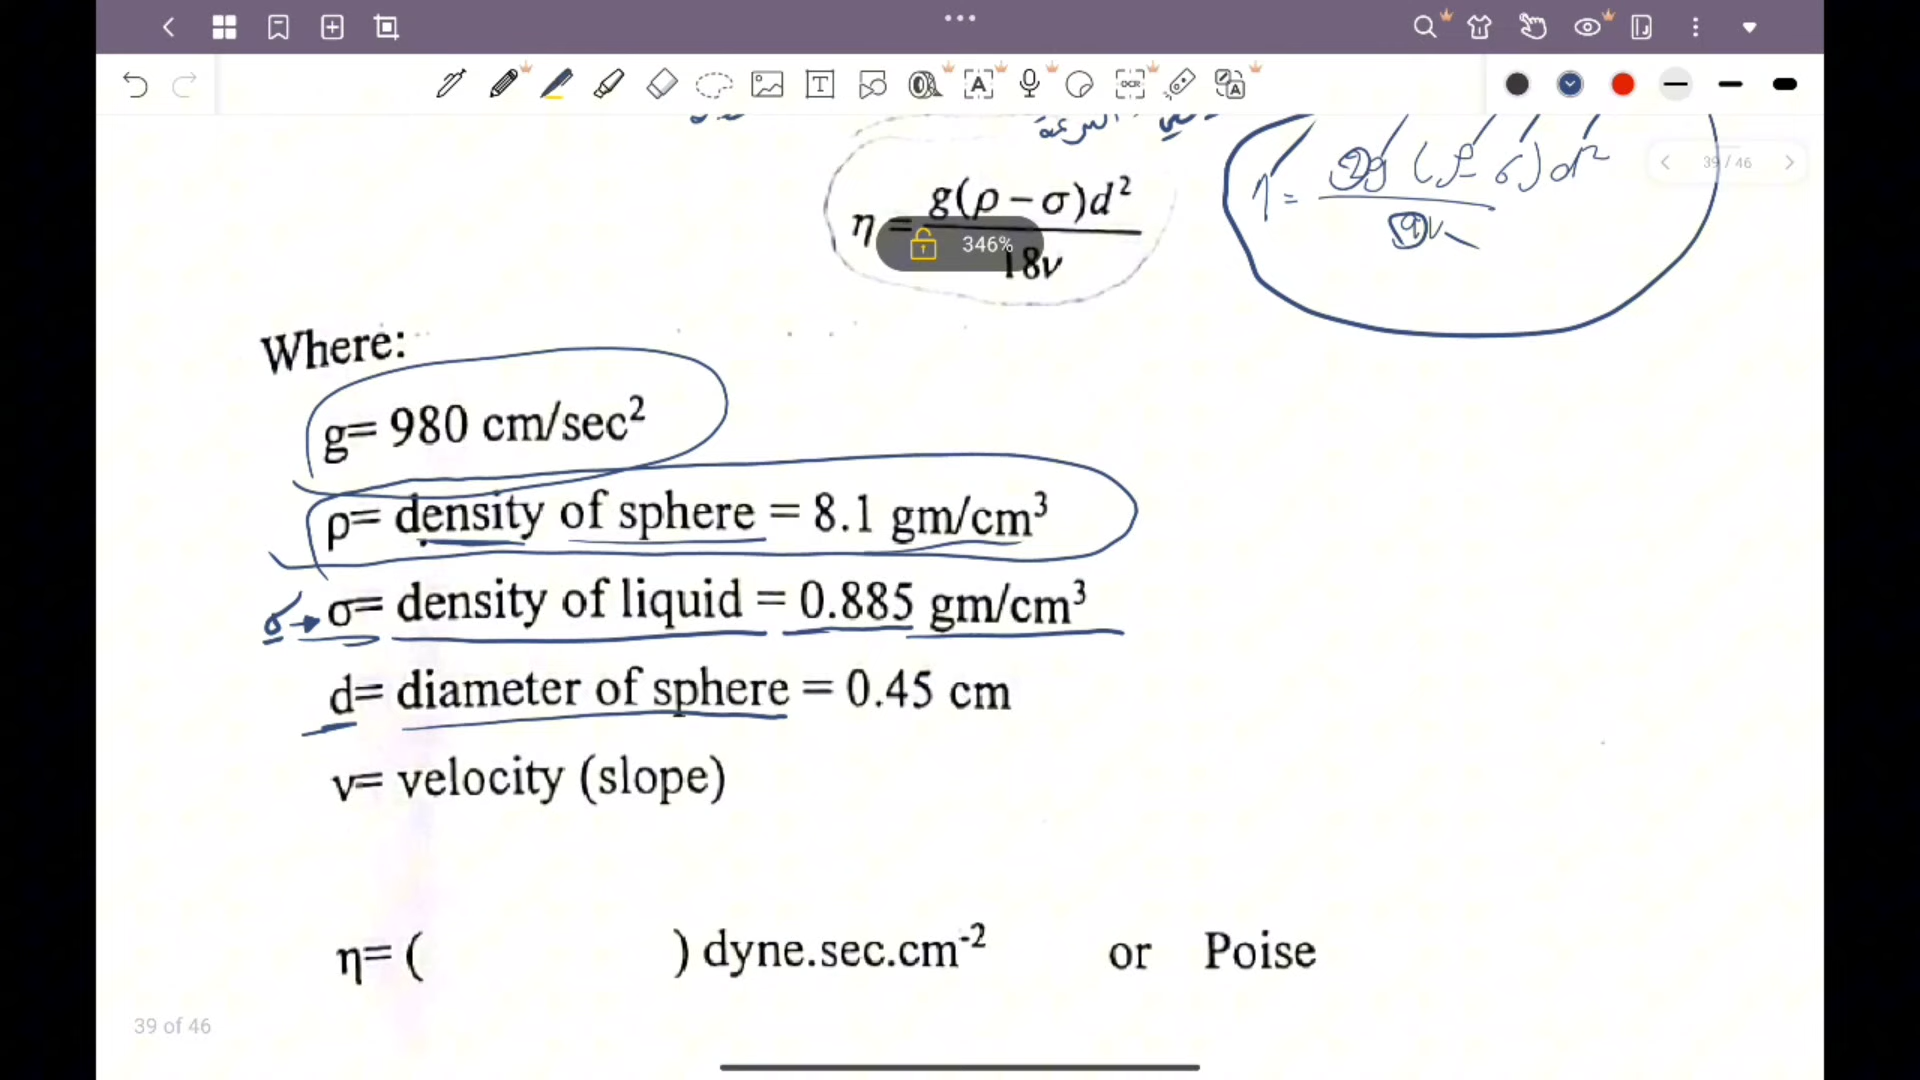 39 / 46
η = 2g (ρ - σ) d²
9v
η = g(ρ − σ)d²
18ν
346%
Where:
g= 980 cm/sec²
ρ= density of sphere = 8.1 gm/cm³
σ → σ= density of liquid = 0.885 gm/cm³
d= diameter of sphere = 0.45 cm
v= velocity (slope)
η= ( ) dyne.sec.cm⁻² or Poise
39 of 46